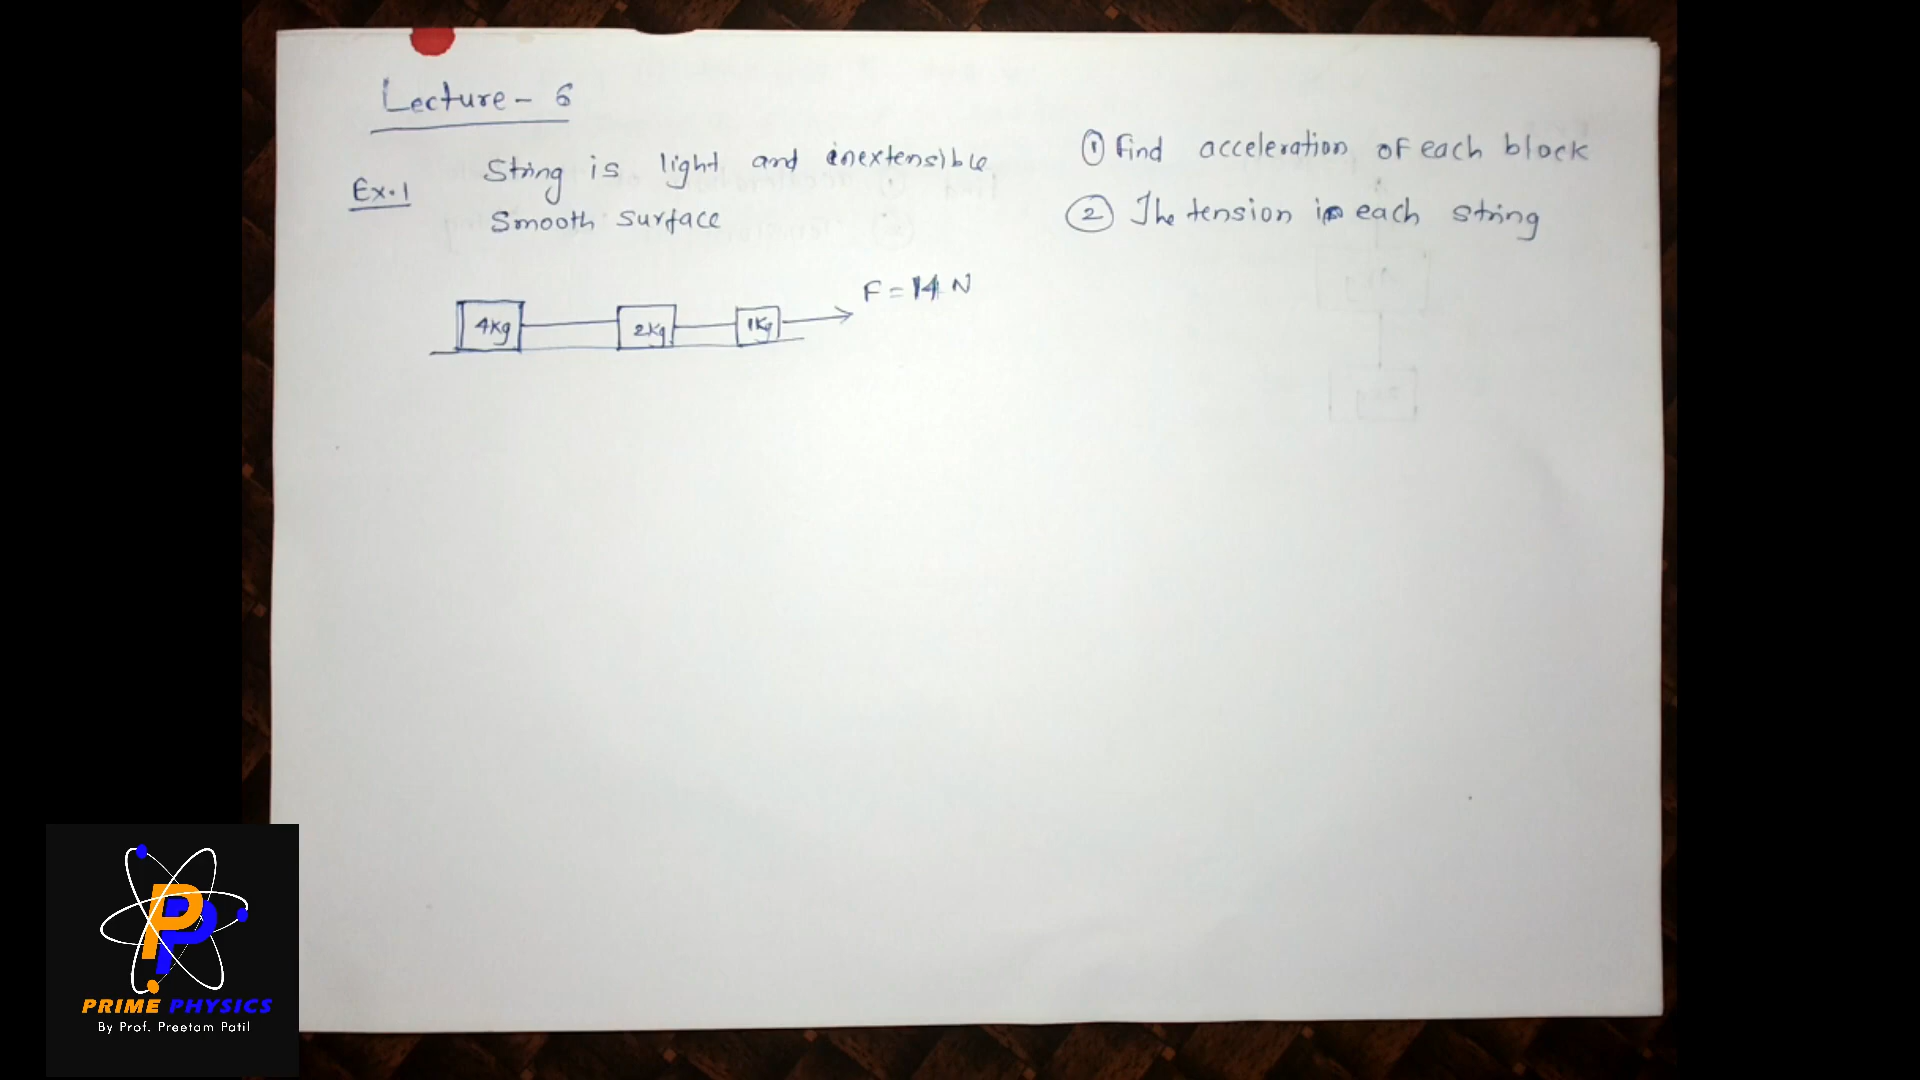 Lecture - 6
Ex.1
String is light and inextensible
Smooth surface
① Find acceleration of each block
② The tension in each string
F = 14 N
4Kg
2Kg
1Kg
PRIME PHYSICS
By Prof. Preetam Patil